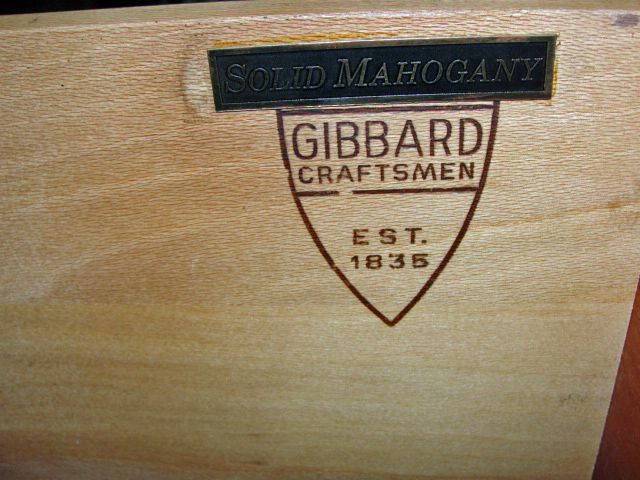 SOLID MAHOGANY
GIBBARD
CRAFTSMEN
EST.
1835